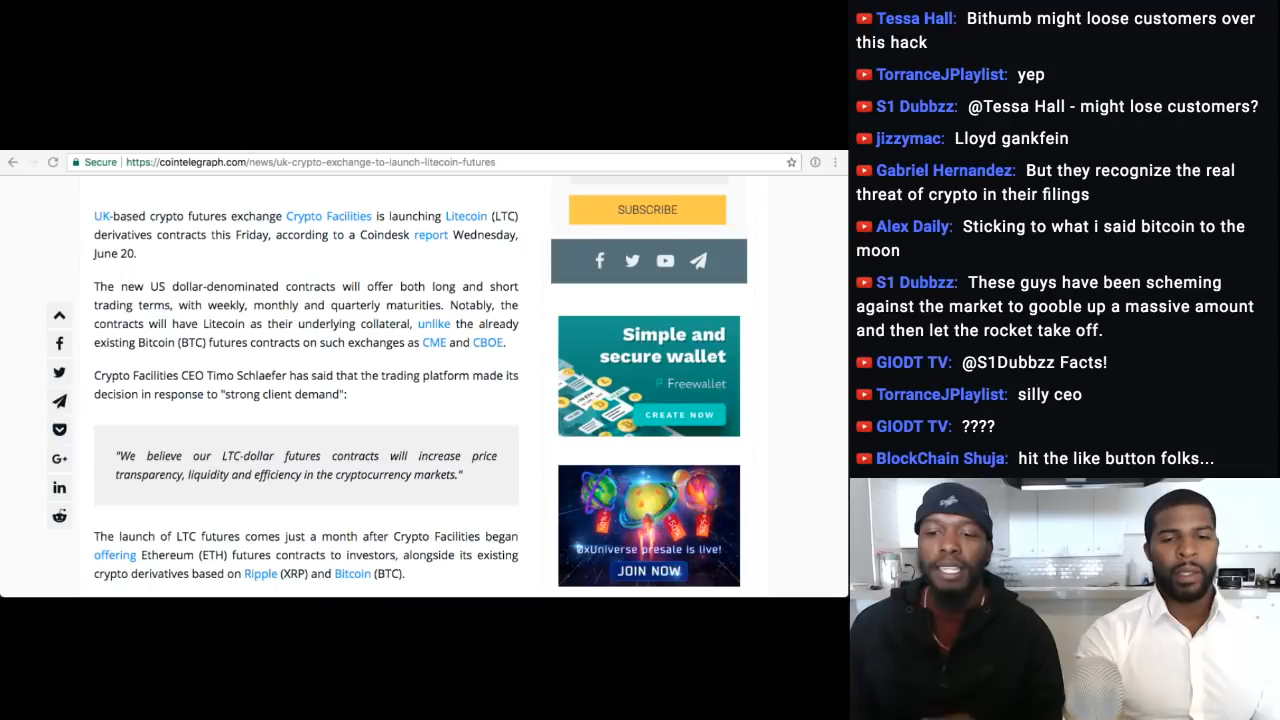 Secure | https://cointelegraph.com/news/uk-crypto-exchange-to-launch-litecoin-futures
UK-based crypto futures exchange Crypto Facilities is launching Litecoin (LTC)
derivatives contracts this Friday, according to a Coindesk report Wednesday,
June 20.
The new US dollar-denominated contracts will offer both long and short
trading terms, with weekly, monthly and quarterly maturities. Notably, the
contracts will have Litecoin as their underlying collateral, unlike the already
existing Bitcoin (BTC) futures contracts on such exchanges as CME and CBOE.
Crypto Facilities CEO Timo Schlaefer has said that the trading platform made its
decision in response to "strong client demand":
"We believe our LTC-dollar futures contracts will increase price
transparency, liquidity and efficiency in the cryptocurrency markets."
The launch of LTC futures comes just a month after Crypto Facilities began
offering Ethereum (ETH) futures contracts to investors, alongside its existing
crypto derivatives based on Ripple (XRP) and Bitcoin (BTC).
G+
in
SUBSCRIBE
Simple and
secure wallet
Freewallet
CREATE NOW
0xUniverse presale is live!
JOIN NOW
Tessa Hall: Bithumb might loose customers over
this hack
TorranceJPlaylist: yep
S1 Dubbzz: @Tessa Hall - might lose customers?
jizzymac: Lloyd gankfein
Gabriel Hernandez: But they recognize the real
threat of crypto in their filings
Alex Daily: Sticking to what i said bitcoin to the
moon
S1 Dubbzz: These guys have been scheming
against the market to gooble up a massive amount
and then let the rocket take off.
GIODT TV: @S1Dubbzz Facts!
TorranceJPlaylist: silly ceo
GIODT TV: ????
BlockChain Shuja: hit the like button folks...